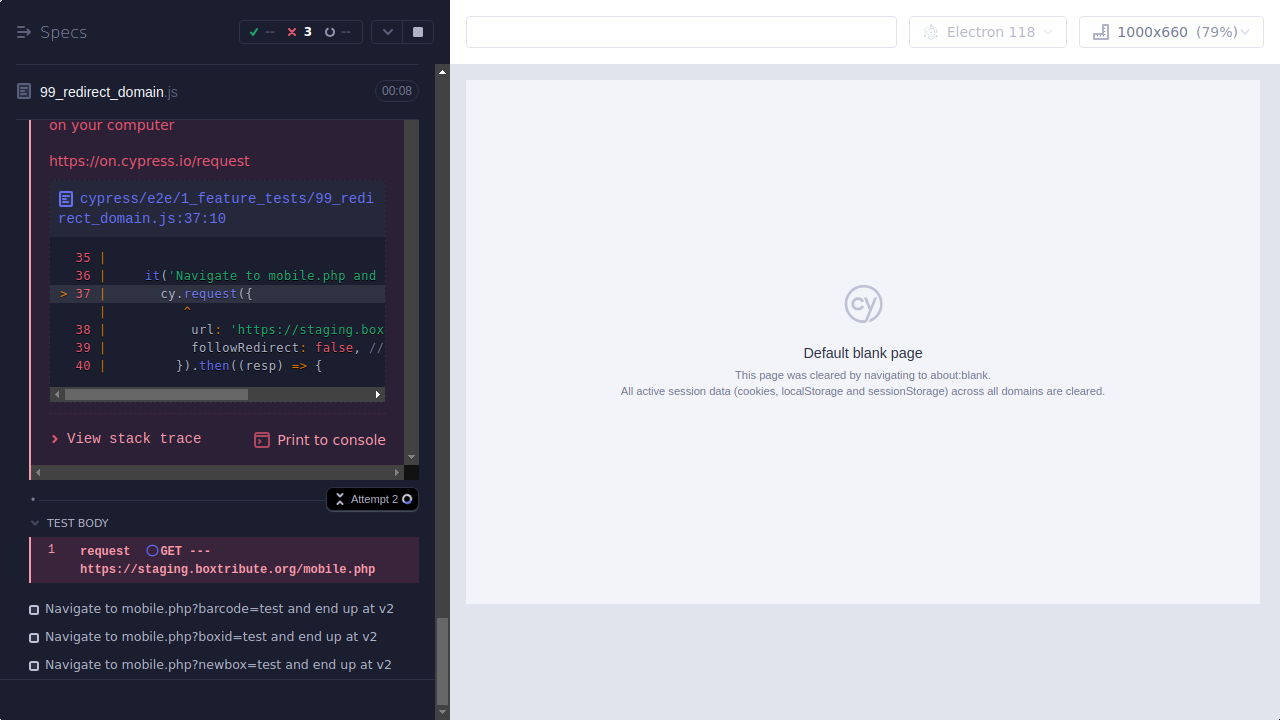 Specs
--
3
--
Electron 118
1000x660 (79%)
99_redirect_domain.js
00:08
on your computer
https://on.cypress.io/request
cypress/e2e/1_feature_tests/99_redi
rect_domain.js:37:10
35 |
36 | it('Navigate to mobile.php and
> 37 | cy.request({
| ^
38 | url: 'https://staging.box
39 | followRedirect: false, //
40 | }).then((resp) => {
View stack trace
Print to console
Attempt 2
TEST BODY
1 request GET ---
https://staging.boxtribute.org/mobile.php
Navigate to mobile.php?barcode=test and end up at v2
Navigate to mobile.php?boxid=test and end up at v2
Navigate to mobile.php?newbox=test and end up at v2
cy
Default blank page
This page was cleared by navigating to about:blank.
All active session data (cookies, localStorage and sessionStorage) across all domains are cleared.